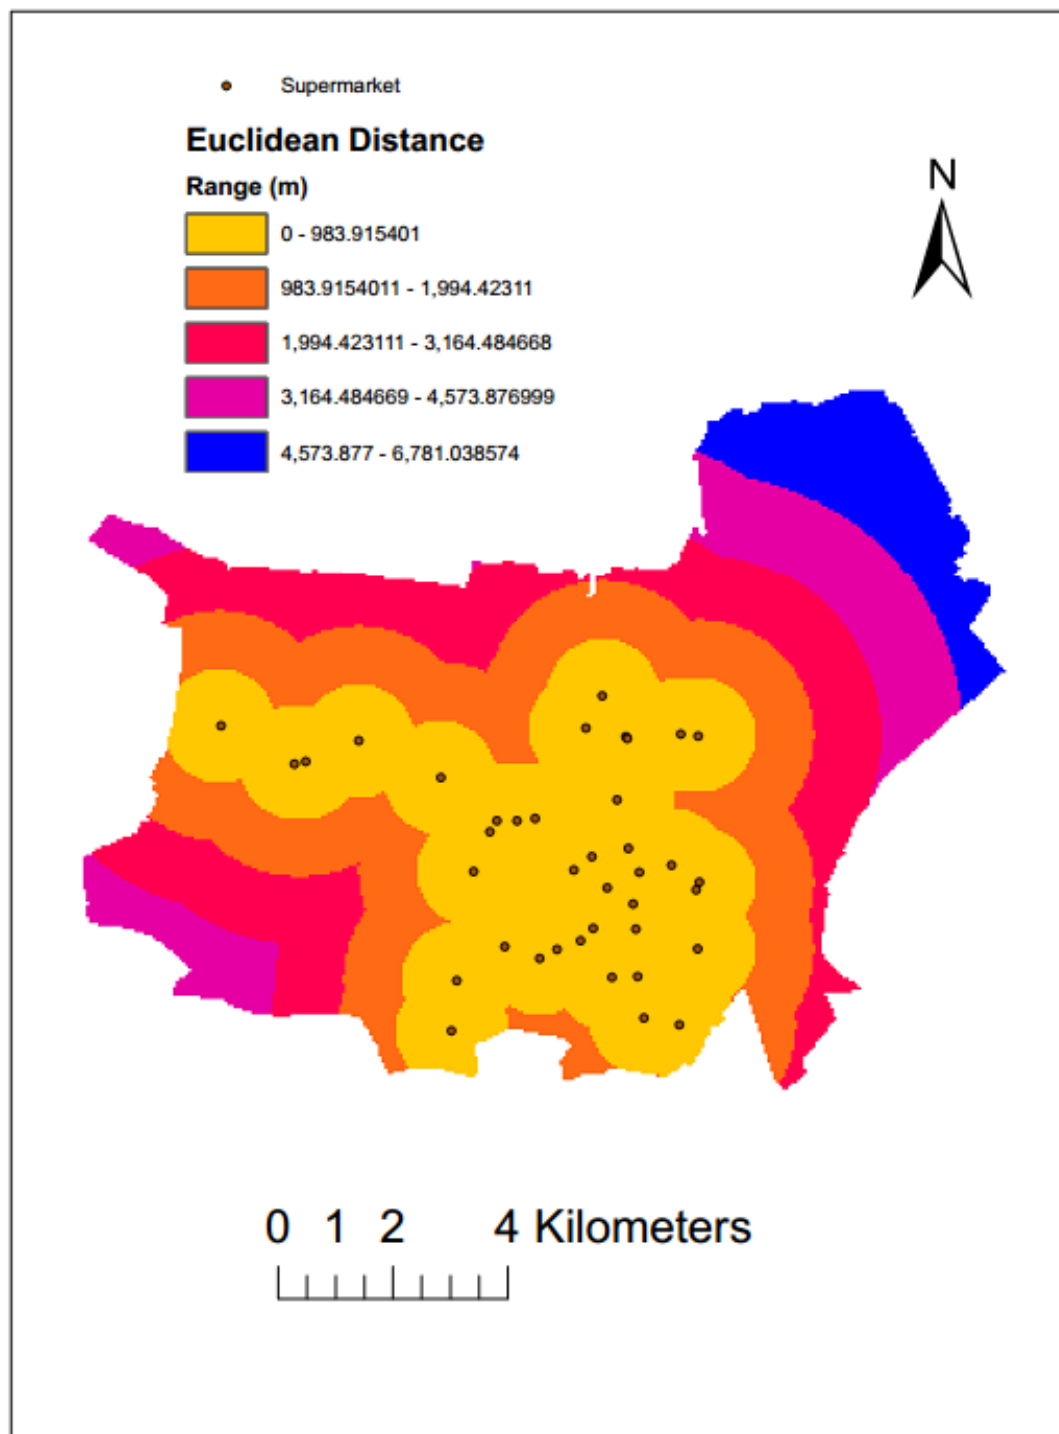 Supermarket
Euclidean Distance
Range (m)
0 - 983.915401
983.9154011 - 1,994.42311
1,994.423111 - 3,164.484668
3,164.484669 - 4,573.876999
4,573.877 - 6,781.038574
N
0 1 2 4 Kilometers